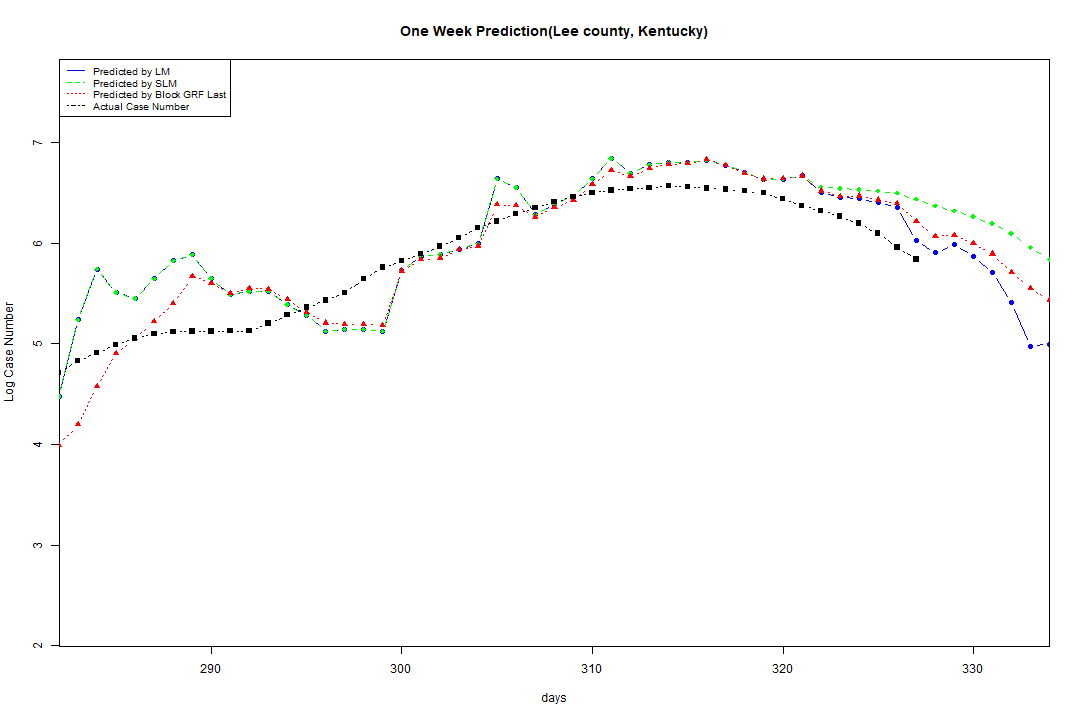 One Week Prediction(Lee county, Kentucky)
Predicted by LM
Predicted by SLM
Predicted by Block GRF Last
Actual Case Number
7
6
5
4
3
2
Log Case Number
290 300 310 320 330
days